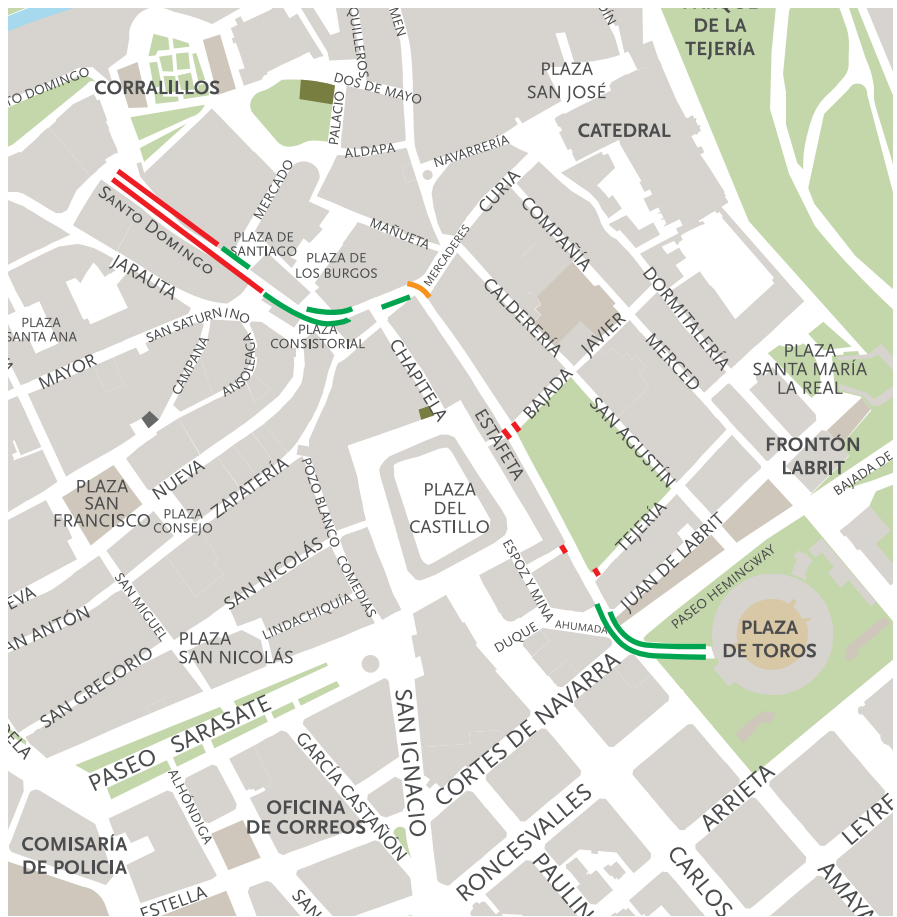 PARQUE
DE LA
TEJERÍA
QUILLEROS
MEN
DÍN
CORRALILLOS
TO DOMINGO
DOS DE MAYO
PALACIO
PLAZA
SAN JOSÉ
CATEDRAL
ALDAPA
NAVARRERÍA
MERCADO
CURIA
COMPAÑÍA
SANTO DOMINGO
MAÑUETA
MERCADERES
PLAZA DE
SANTIAGO
PLAZA DE
LOS BURGOS
JARAUTA
DORMITALERÍA
CALDERERÍA
JAVIER
MERCED
PLAZA
SANTA ANA
SAN SATURNINO
PLAZA
CONSISTORIAL
MAYOR
CAMPANA
ANSOLEAGA
CHAPITELA
PLAZA
SANTA MARÍA
LA REAL
BAJADA
ESTAFETA
SAN AGUSTÍN
FRONTÓN
LABRIT
BAJADA DE
NUEVA
ZAPATERÍA
POZO BLANCO
PLAZA
SAN
FRANCISCO
PLAZA
CONSEJO
PLAZA
DEL
CASTILLO
TEJERÍA
JUAN DE LABRIT
PASEO HEMINGWAY
SAN NICOLÁS
COMEDIAS
ESPOZ Y MINA
EVA
AN ANTÓN
SAN MIGUEL
LINDACHIQUÍA
PLAZA
SAN NICOLÁS
DUQUE
AHUMADA
PLAZA
DE TOROS
SAN GREGORIO
DELA
PASEO SARASATE
SAN IGNACIO
CORTES DE NAVARRA
GARCÍA CASTAÑÓN
ALHÓNDIGA
ARRIETA
OFICINA
DE CORREOS
RONCESVALLES
LEYRE
COMISARÍA
DE POLICIA
PAULIN
CARLOS
AMAYA
ESTELLA
SAN